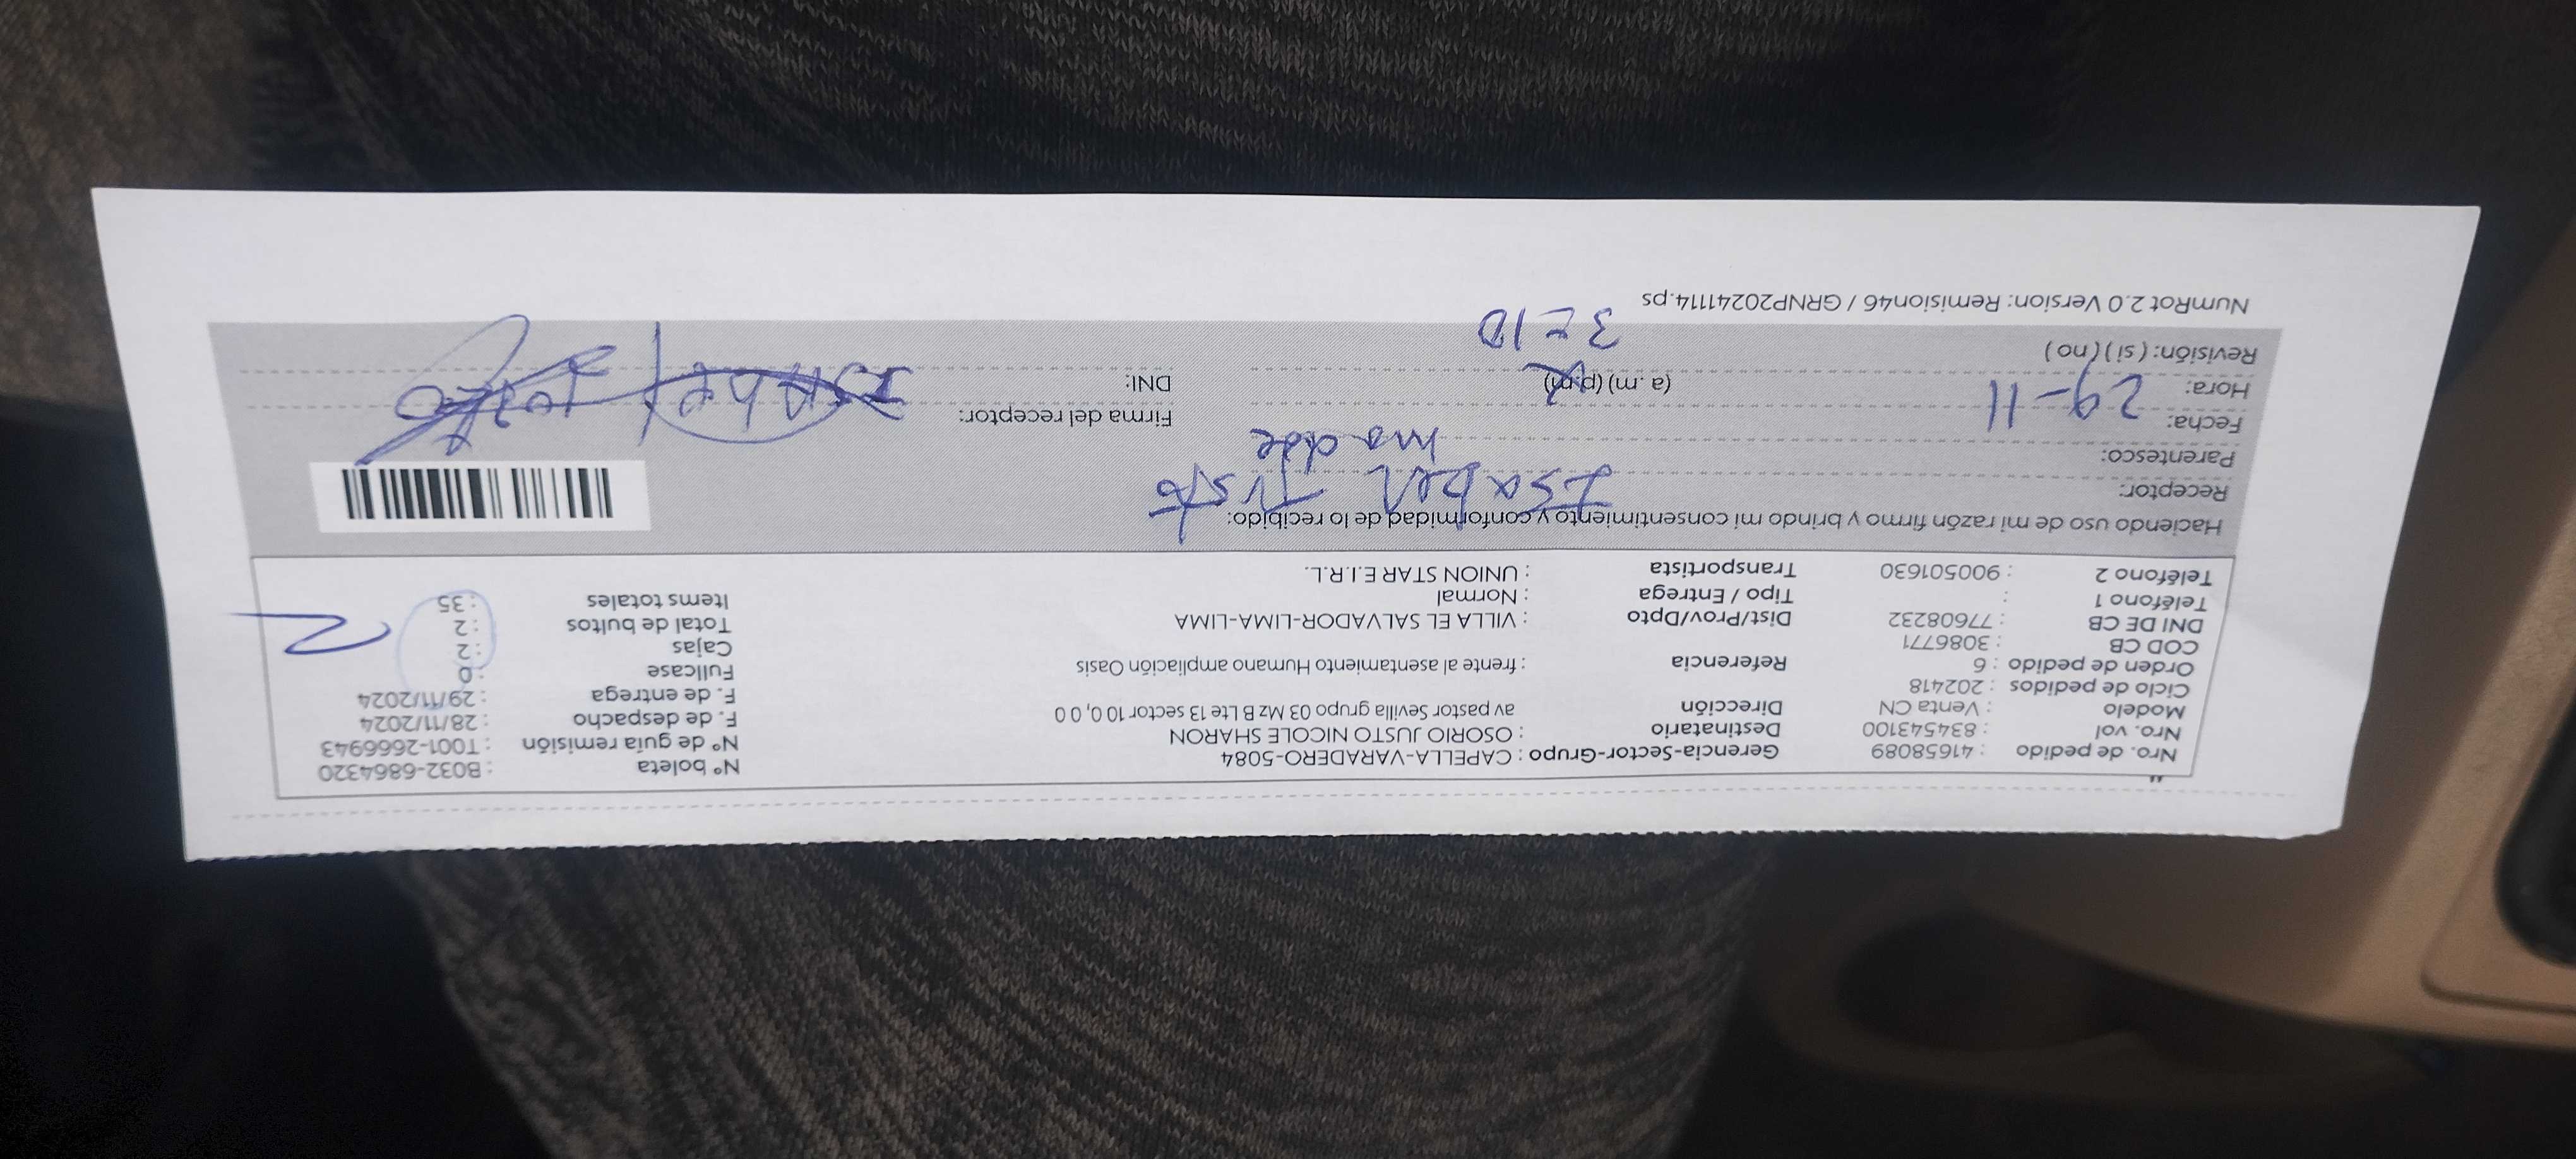 Nro. de pedido : 41658089 Gerencia-Sector-Grupo : CAPELLA-VARADERO-5084 Nº boleta : B032-6864320
Nro. vol : 834543100 Destinatario : OSORIO JUSTO NICOLE SHARON Nº de guía remisión : T001-2666943
Modelo : Venta CN Dirección av pastor Sevilla grupo 03 Mz B Lte 13 sector 10 0, 0 0 F. de despacho : 28/11/2024
Ciclo de pedidos : 202418 F. de entrega : 29/11/2024
Orden de pedido : 6 Referencia : frente al asentamiento Humano ampliación Oasis Fullcase : 0
COD CB : 3086771 Cajas : 2
DNI DE CB : 77608232 Dist/Prov/Dpto : VILLA EL SALVADOR-LIMA-LIMA Total de bultos : 2
Teléfono 1 : Tipo / Entrega : Normal Items totales : 35
Teléfono 2 : 900501630 Transportista : UNION STAR E.I.R.L.
2
Haciendo uso de mi razón firmo y brindo mi consentimiento y conformidad de lo recibido:
Receptor: Isabel Justo
Parentesco: madre
Fecha: 29-11 Firma del receptor:
Hora: (a. m) (p.m) DNI:
Revisión: ( si ) ( no ) 3 = 10
NumRot 2.0 Version: Remision46 / GRNP20241114.ps